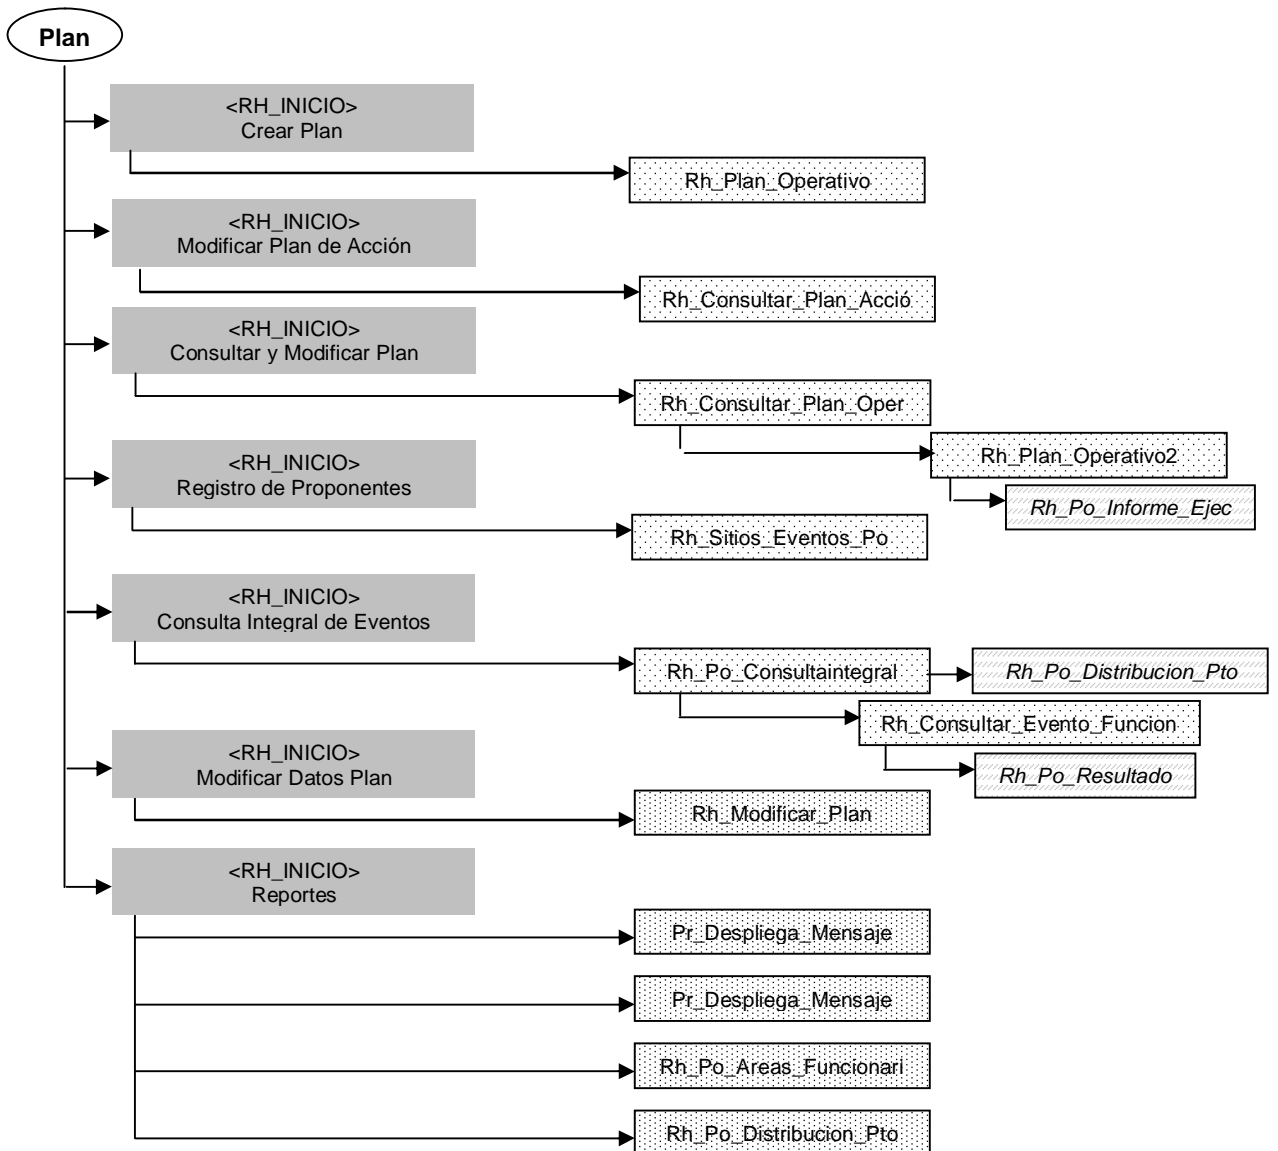 Plan
<RH_INICIO>
Crear Plan
Rh_Plan_Operativo
<RH_INICIO>
Modificar Plan de Acción
Rh_Consultar_Plan_Acció
<RH_INICIO>
Consultar y Modificar Plan
Rh_Consultar_Plan_Oper
Rh_Plan_Operativo2
Rh_Po_Informe_Ejec
<RH_INICIO>
Registro de Proponentes
Rh_Sitios_Eventos_Po
<RH_INICIO>
Consulta Integral de Eventos
Rh_Po_Consultaintegral
Rh_Po_Distribucion_Pto
Rh_Consultar_Evento_Funcion
Rh_Po_Resultado
<RH_INICIO>
Modificar Datos Plan
Rh_Modificar_Plan
<RH_INICIO>
Reportes
Pr_Despliega_Mensaje
Pr_Despliega_Mensaje
Rh_Po_Areas_Funcionari
Rh_Po_Distribucion_Pto